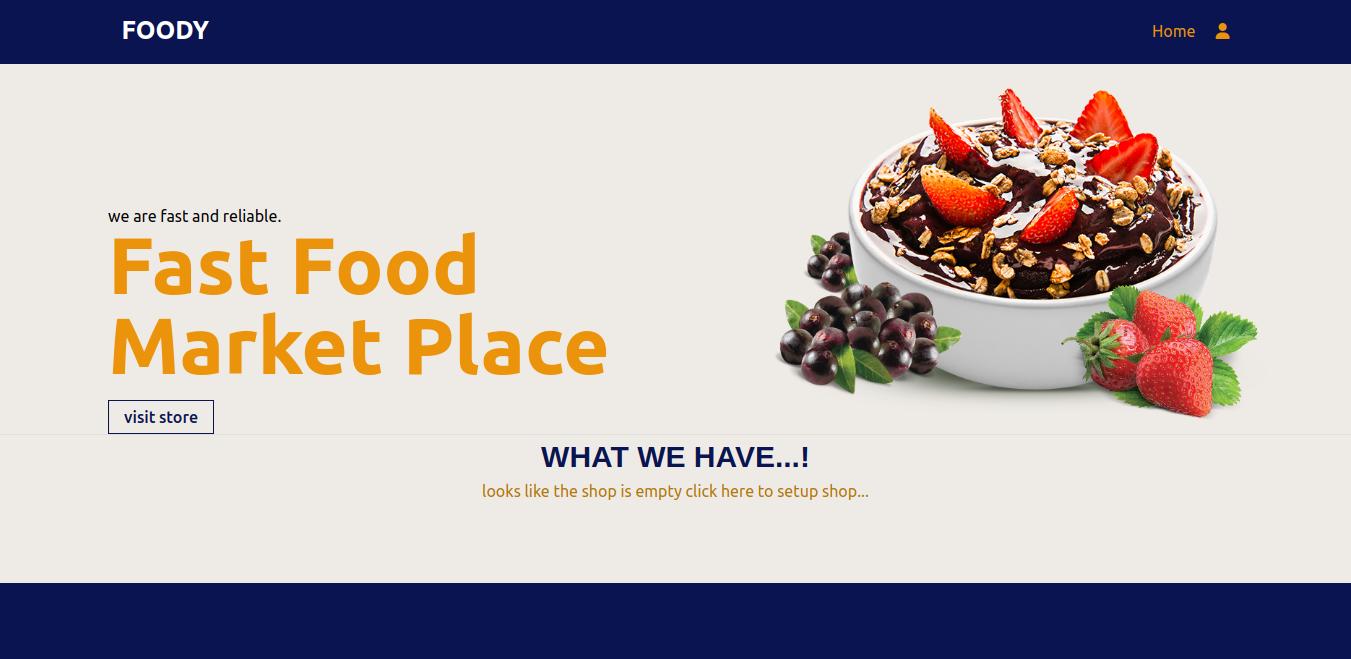 FOODY
Home
we are fast and reliable.
Fast Food
Market Place
visit store
WHAT WE HAVE...!
looks like the shop is empty click here to setup shop...